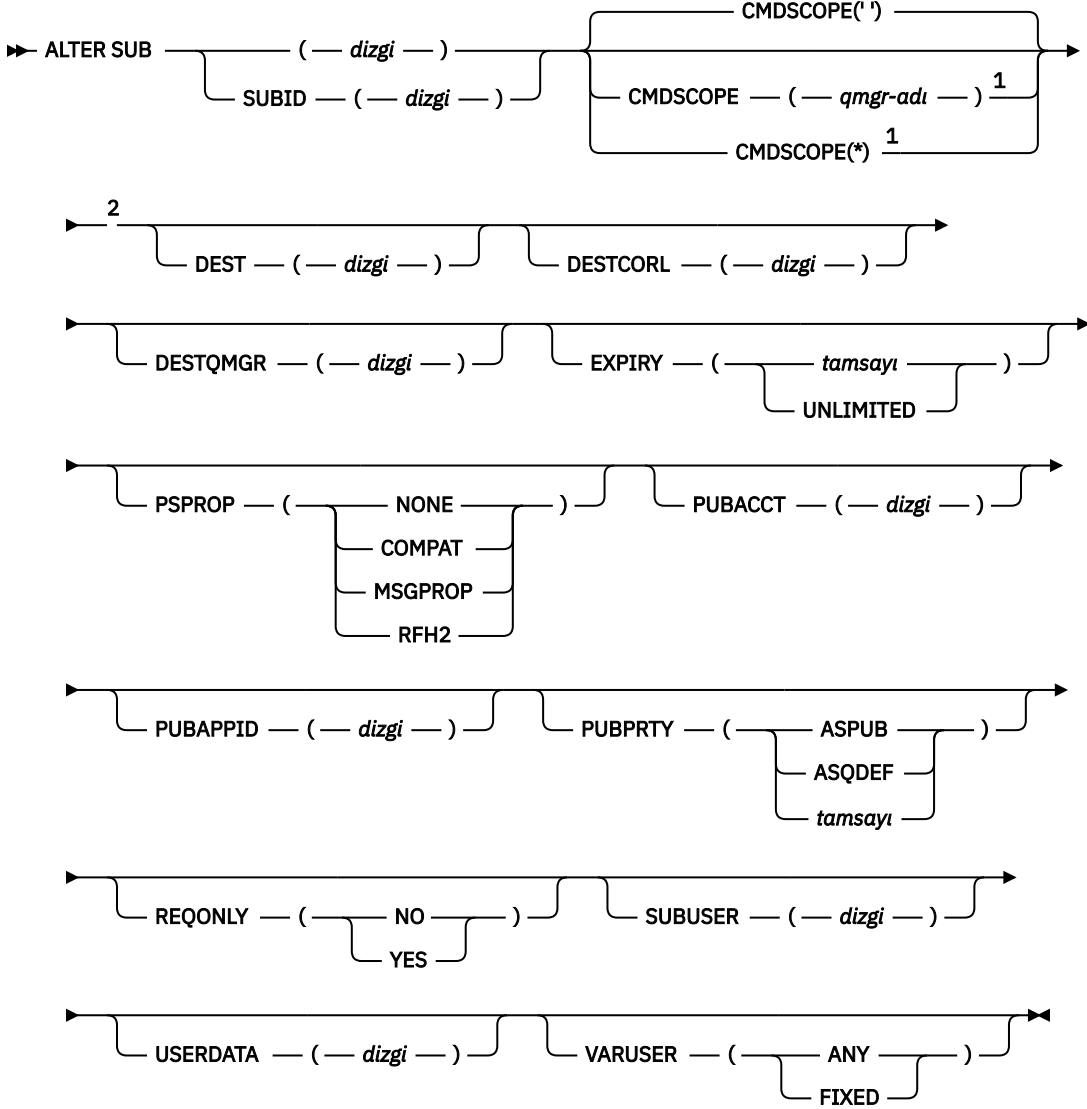 CMDSCOPE(' ')
ALTER SUB ( dizgi )
SUBID ( dizgi )
CMDSCOPE ( qmgr-adı ) 1
CMDSCOPE(*) 1
2
DEST ( dizgi ) DESTCORL ( dizgi )
DESTQMGR ( dizgi ) EXPIRY ( tamsayı )
UNLIMITED
PSPROP ( NONE ) PUBACCT ( dizgi )
COMPAT
MSGPROP
RFH2
PUBAPPID ( dizgi ) PUBPRTY ( ASPUB )
ASQDEF
tamsayı
REQONLY ( NO ) SUBUSER ( dizgi )
YES
USERDATA ( dizgi ) VARUSER ( ANY )
FIXED